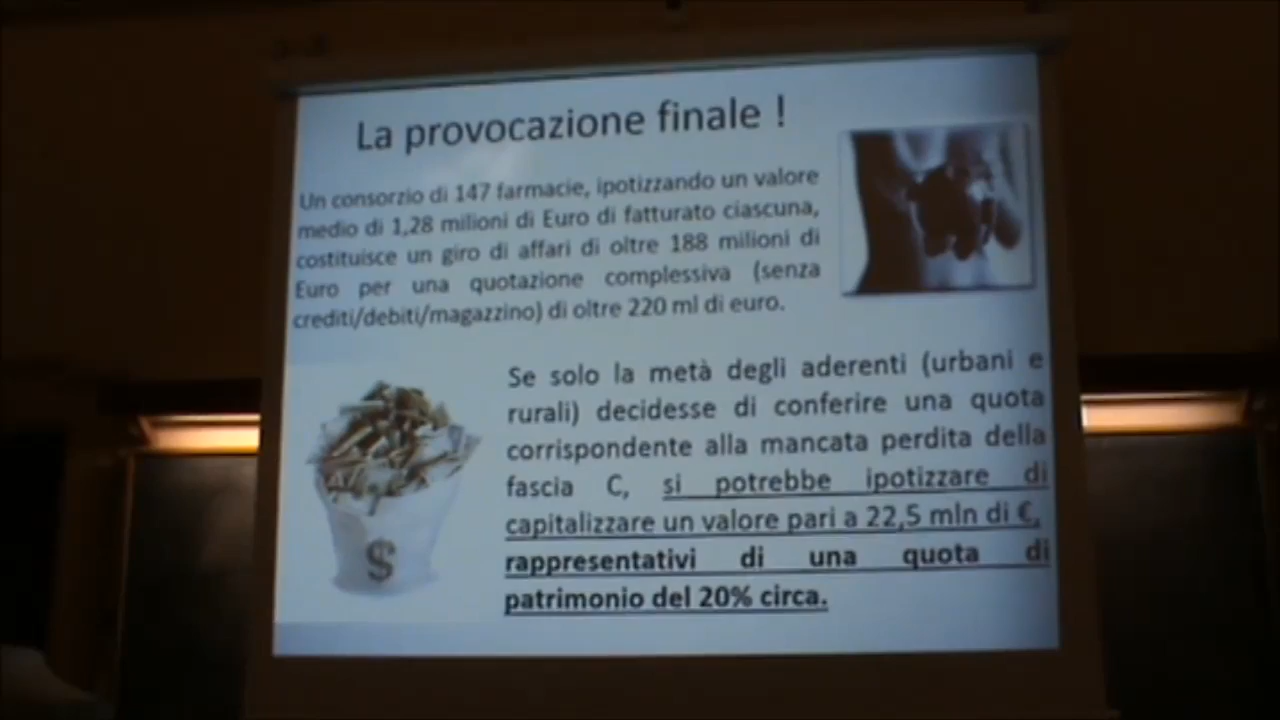 La provocazione finale !
Un consorzio di 147 farmacie, ipotizzando un valore
medio di 1,28 milioni di Euro di fatturato ciascuna,
costituisce un giro di affari di oltre 188 milioni di
Euro per una quotazione complessiva (senza
crediti/debiti/magazzino) di oltre 220 ml di euro.
Se solo la metà degli aderenti (urbani e
rurali) decidesse di conferire una quota
corrispondente alla mancata perdita della
fascia C, si potrebbe ipotizzare di
capitalizzare un valore pari a 22,5 mln di €,
rappresentativi di una quota di
patrimonio del 20% circa.
$